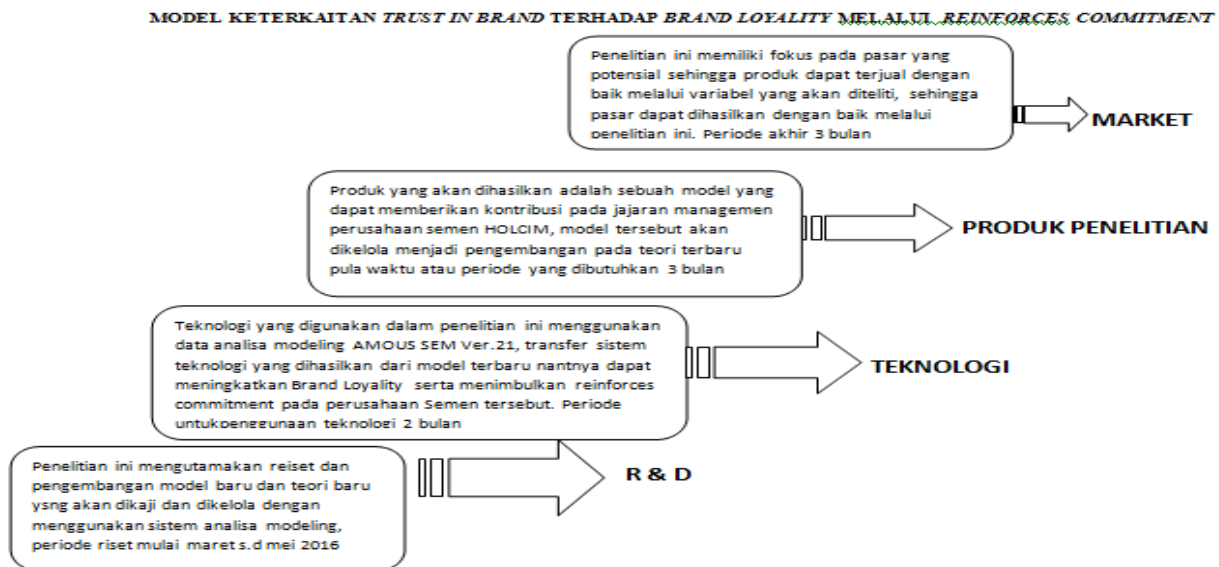 MODEL KETERKAITAN TRUST IN BRAND TERHADAP BRAND LOYALITY MELALUI REINFORCES COMMITMENT
Penelitian ini memiliki fokus pada pasar yang
potensial sehingga produk dapat terjual dengan
baik melalui variabel yang akan diteliti, sehingga
pasar dapat dihasilkan dengan baik melalui
penelitian ini. Periode akhir 3 bulan
MARKET
Produk yang akan dihasilkan adalah sebuah model yang
dapat memberikan kontribusi pada jajaran managemen
perusahaan semen HOLCIM, model tersebut akan
dikelola menjadi pengembangan pada teori terbaru
pula waktu atau periode yang dibutuhkan 3 bulan
PRODUK PENELITIAN
Teknologi yang digunakan dalam penelitian ini menggunakan
data analisa modeling AMOUS SEM Ver.21, transfer sistem
teknologi yang dihasilkan dari model terbaru nantnya dapat
meningkatkan Brand Loyality serta menimbulkan reinforces
commitment pada perusahaan Semen tersebut. Periode
untukpenggunaan teknologi 2 bulan
TEKNOLOGI
Penelitian ini mengutamakan reiset dan
pengembangan model baru dan teori baru
ysng akan dikaji dan dikelola dengan
menggunakan sistem analisa modeling,
periode riset mulai maret s.d mei 2016
R & D